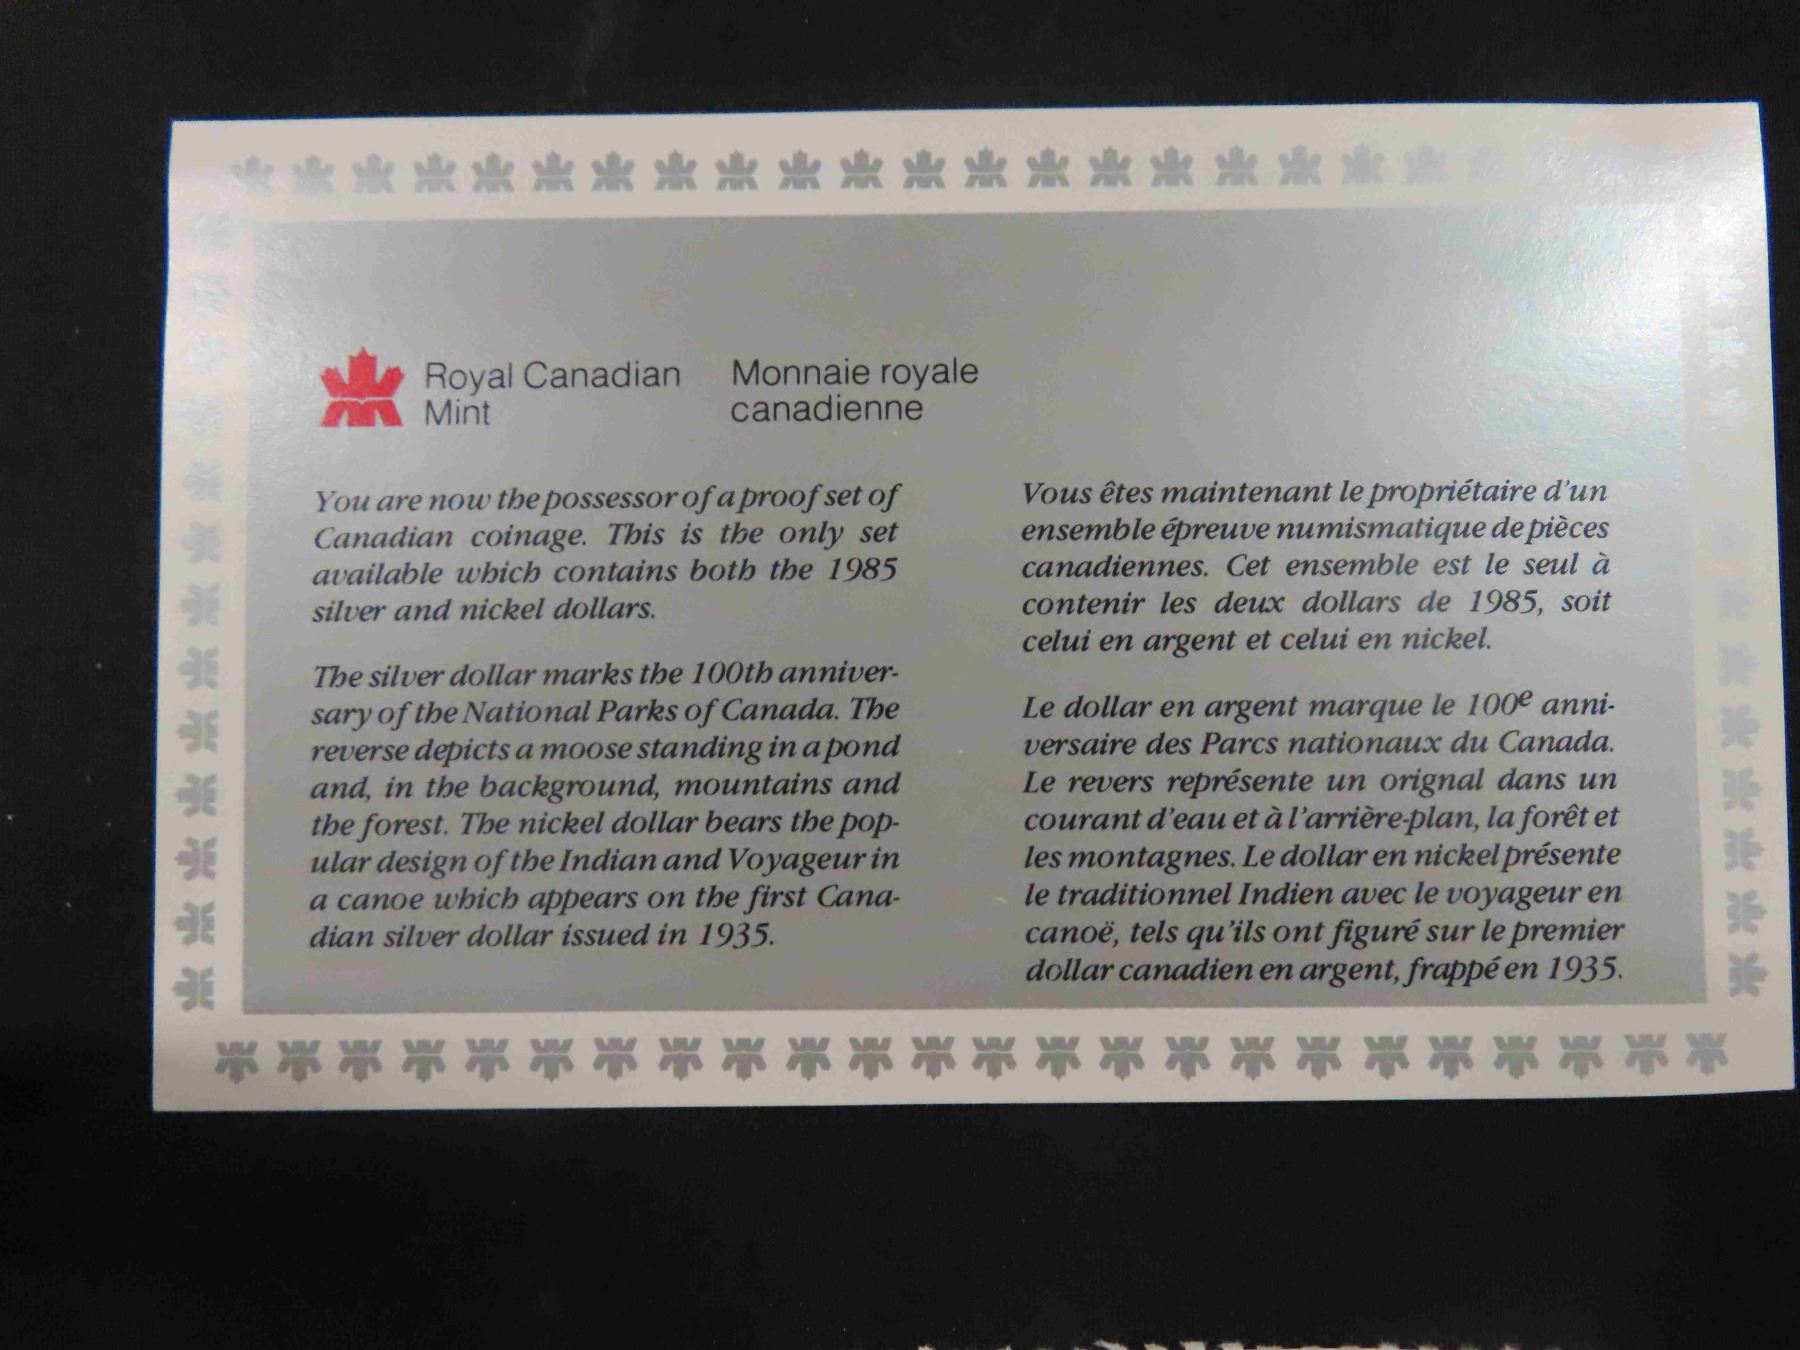 Royal Canadian
Mint
Monnaie royale
canadienne
You are now the possessor of a proof set of
Canadian coinage. This is the only set
available which contains both the 1985
silver and nickel dollars.
The silver dollar marks the 100th anniver-
sary of the National Parks of Canada. The
reverse depicts a moose standing in a pond
and, in the background, mountains and
the forest. The nickel dollar bears the pop-
ular design of the Indian and Voyageur in
a canoe which appears on the first Cana-
dian silver dollar issued in 1935.
Vous êtes maintenant le propriétaire d'un
ensemble épreuve numismatique de pièces
canadiennes. Cet ensemble est le seul à
contenir les deux dollars de 1985, soit
celui en argent et celui en nickel.
Le dollar en argent marque le 100e anni-
versaire des Parcs nationaux du Canada.
Le revers représente un orignal dans un
courant d'eau et à l'arrière-plan, la forêt et
les montagnes. Le dollar en nickel présente
le traditionnel Indien avec le voyageur en
canoë, tels qu'ils ont figuré sur le premier
dollar canadien en argent, frappé en 1935.